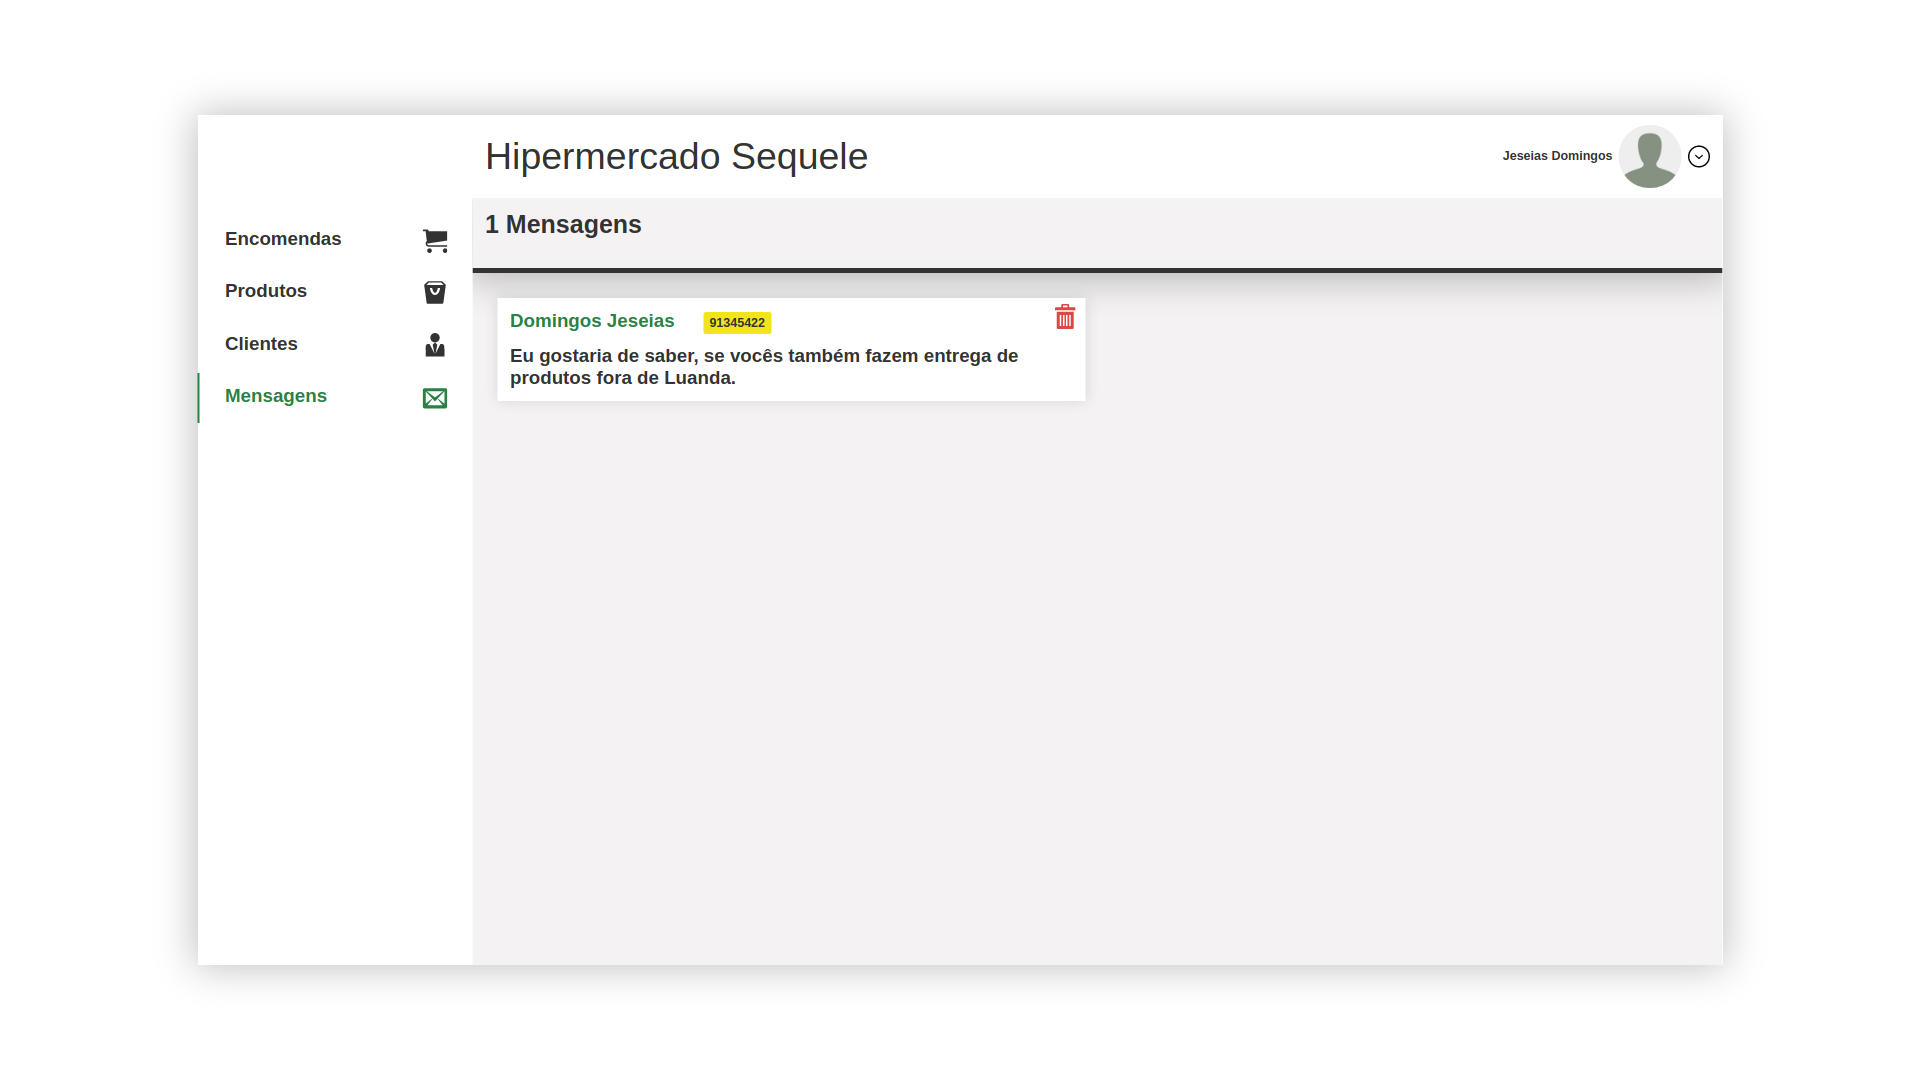 Hipermercado Sequele
Jeseias Domingos
Encomendas
Produtos
Clientes
Mensagens
1 Mensagens
Domingos Jeseias
91345422
Eu gostaria de saber, se vocês também fazem entrega de
produtos fora de Luanda.